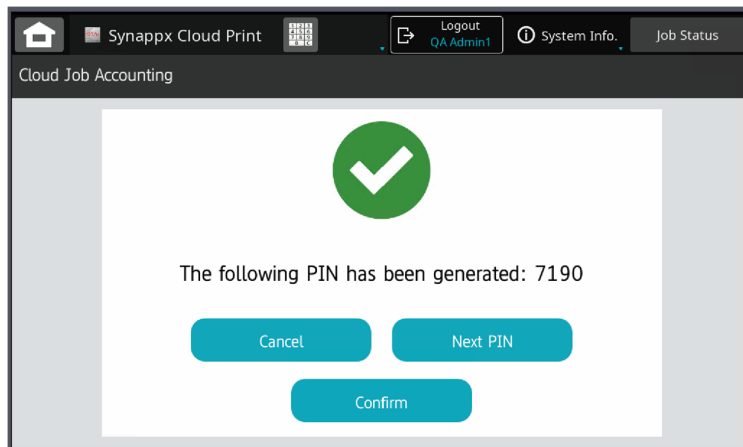 Synappx Cloud Print
Logout
QA Admin1
System Info.
Job Status
Cloud Job Accounting
The following PIN has been generated: 7190
Cancel
Next PIN
Confirm